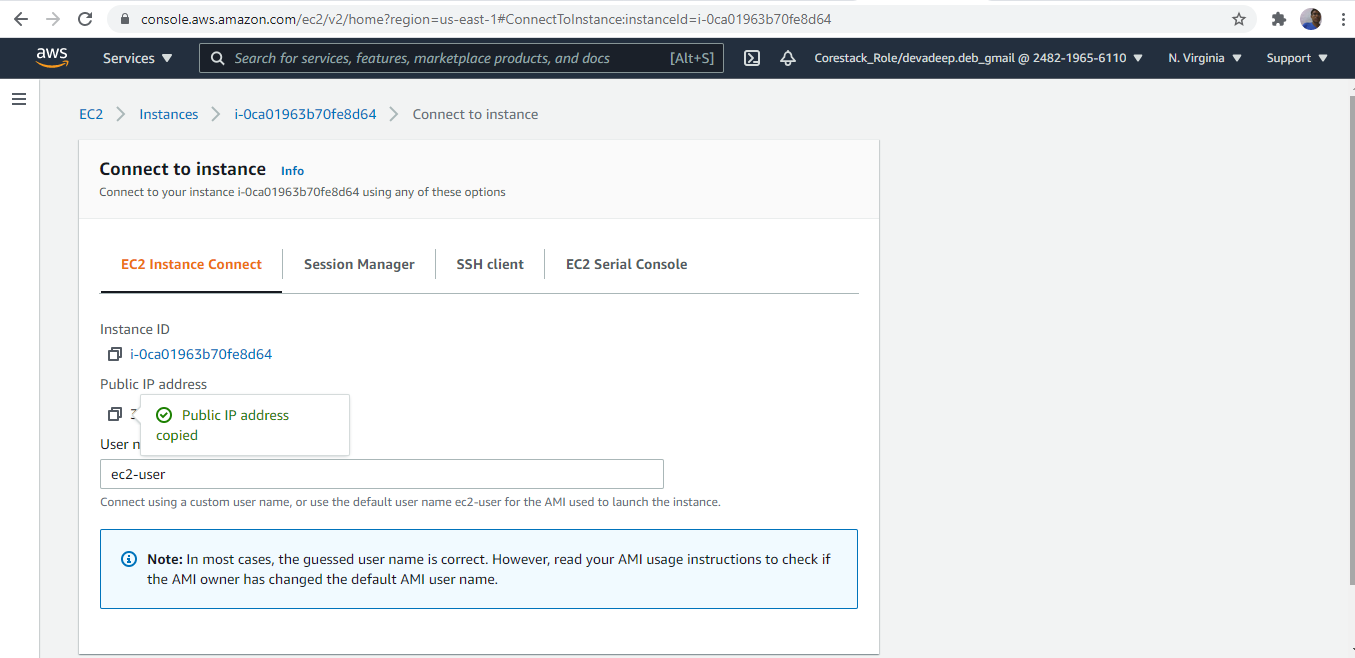 console.aws.amazon.com/ec2/v2/home?region=us-east-1#ConnectToInstance:instanceId=i-0ca01963b70fe8d64
aws Services Search for services, features, marketplace products, and docs [Alt+S] Corestack_Role/devadeep.deb_gmail @ 2482-1965-6110 N. Virginia Support
EC2 Instances i-0ca01963b70fe8d64 Connect to instance
Connect to instance Info
Connect to your instance i-0ca01963b70fe8d64 using any of these options
EC2 Instance Connect Session Manager SSH client EC2 Serial Console
Instance ID
i-0ca01963b70fe8d64
Public IP address
Public IP address
copied
User n
ec2-user
Connect using a custom user name, or use the default user name ec2-user for the AMI used to launch the instance.
Note: In most cases, the guessed user name is correct. However, read your AMI usage instructions to check if
the AMI owner has changed the default AMI user name.